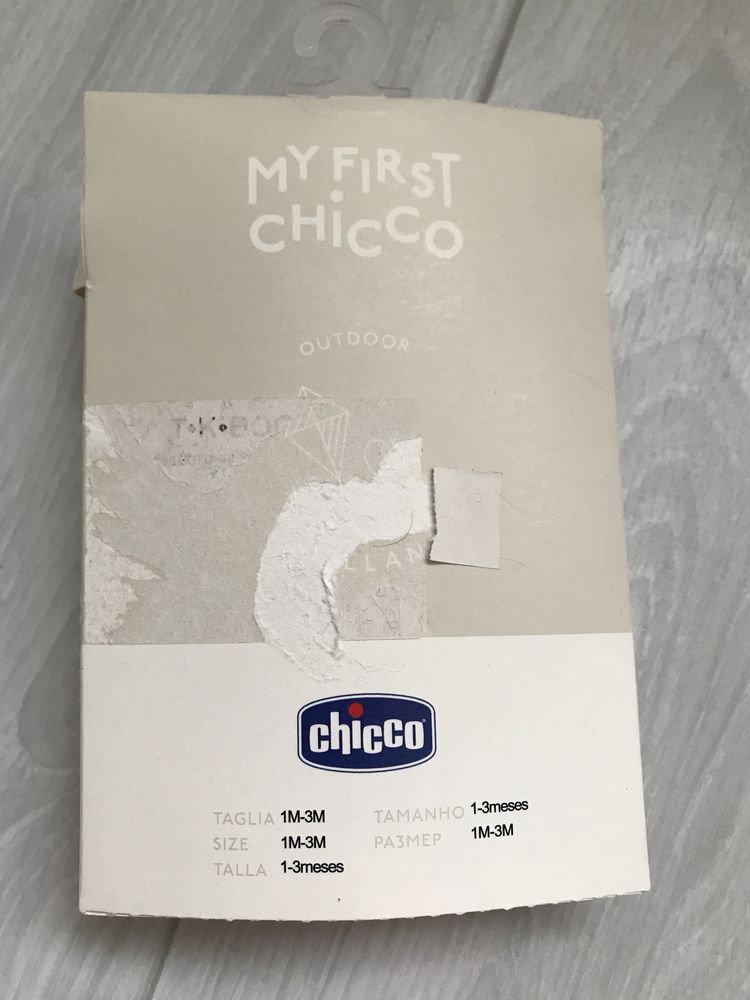 MY FIRST
CHICCO
OUTDOOR
chicco
TAGLIA 1M-3M
SIZE 1M-3M
TALLA 1-3meses
TAMANHO 1-3meses
РАЗМЕР 1M-3M